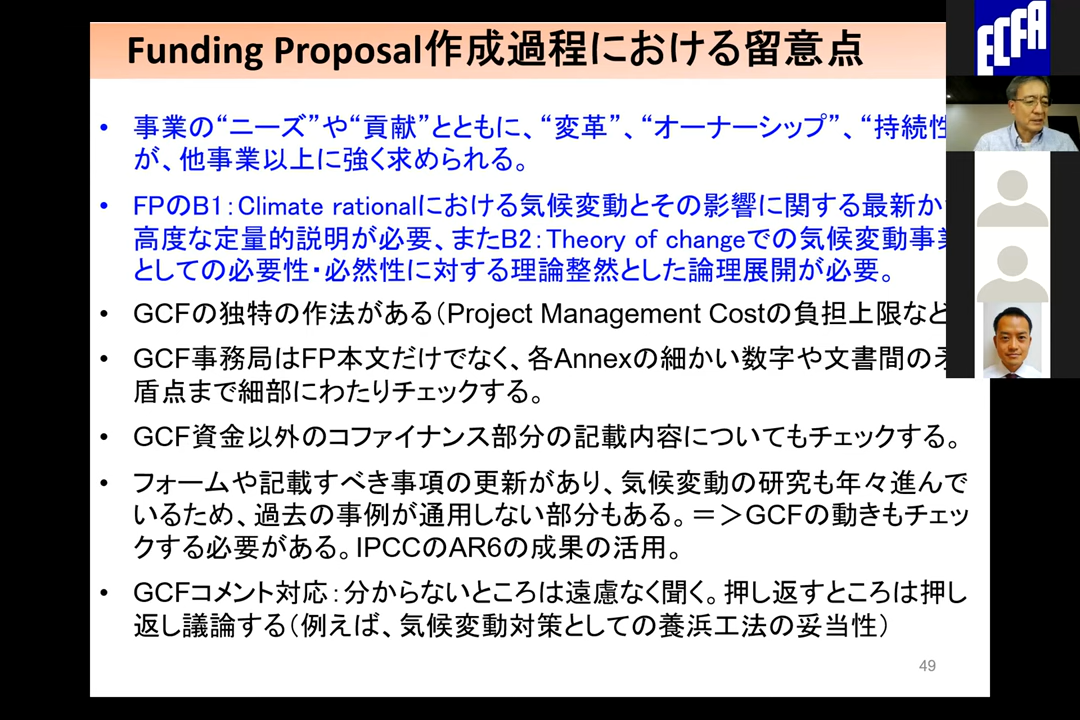 Funding Proposal作成過程における留意点
• 事業の“ニーズ”や“貢献”とともに、“変革”、“オーナーシップ”、“持続性
が、他事業以上に強く求められる。
• FPのB1：Climate rationalにおける気候変動とその影響に関する最新か
高度な定量的説明が必要、またB2：Theory of changeでの気候変動事業
としての必要性・必然性に対する理論整然とした論理展開が必要。
• GCFの独特の作法がある（Project Management Costの負担上限など
• GCF事務局はFP本文だけでなく、各Annexの細かい数字や文書間の矛
盾点まで細部にわたりチェックする。
• GCF資金以外のコファイナンス部分の記載内容についてもチェックする。
• フォームや記載すべき事項の更新があり、気候変動の研究も年々進んで
いるため、過去の事例が通用しない部分もある。＝＞GCFの動きもチェッ
クする必要がある。IPCCのAR6の成果の活用。
• GCFコメント対応：分からないところは遠慮なく聞く。押し返すところは押し
返し議論する（例えば、気候変動対策としての養浜工法の妥当性）
49
ECFA